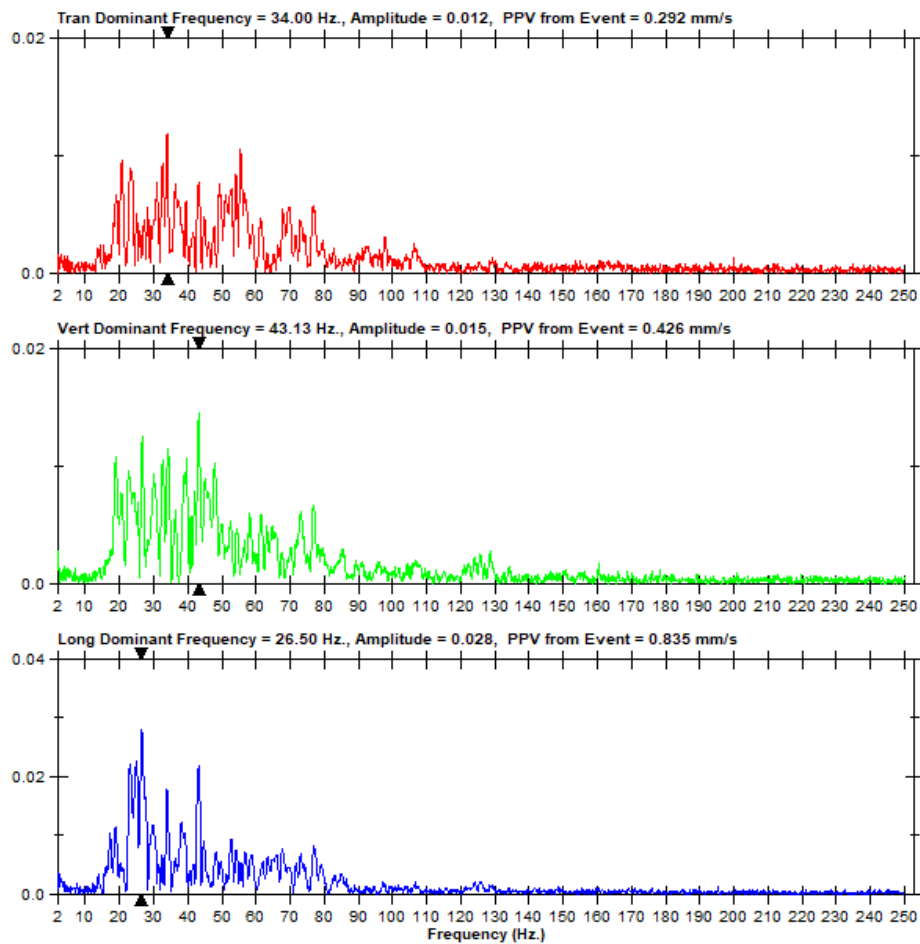 Tran Dominant Frequency = 34.00 Hz., Amplitude = 0.012, PPV from Event = 0.292 mm/s
0.02
0.0
2 10 20 30 40 50 60 70 80 90 100 110 120 130 140 150 160 170 180 190 200 210 220 230 250
Vert Dominant Frequency = 43.13 Hz., Amplitude = 0.015, PPV from Event = 0.426 mm/s
0.02
0.0
2 10 20 30 40 50 60 70 80 90 100 110 120 130 140 150 160 170 180 190 200 210 220 230 250
Long Dominant Frequency = 26.50 Hz., Amplitude = 0.028, PPV from Event = 0.835 mm/s
0.04
0.02
0.0
2 10 20 30 40 50 60 70 80 90 100 110 120 130 140 150 160 170 180 190 200 210 220 230 250
Frequency (Hz.)